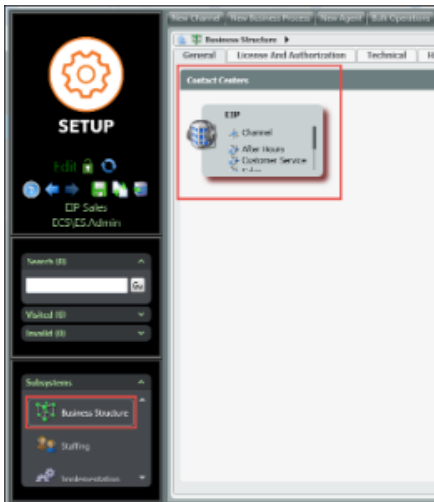 New Channel New Business Process New Agent Bulk Operations
Business Structure
General License And Authorization Technical
Contact Centers
EIP
Channel
After Hours
Customer Service
SETUP
Edit
EIP Sales
ECS\ES.Admin
Search (0)
Go
Visited (6)
Invalid (0)
Subsystems
Business Structure
Staffing
Implementation